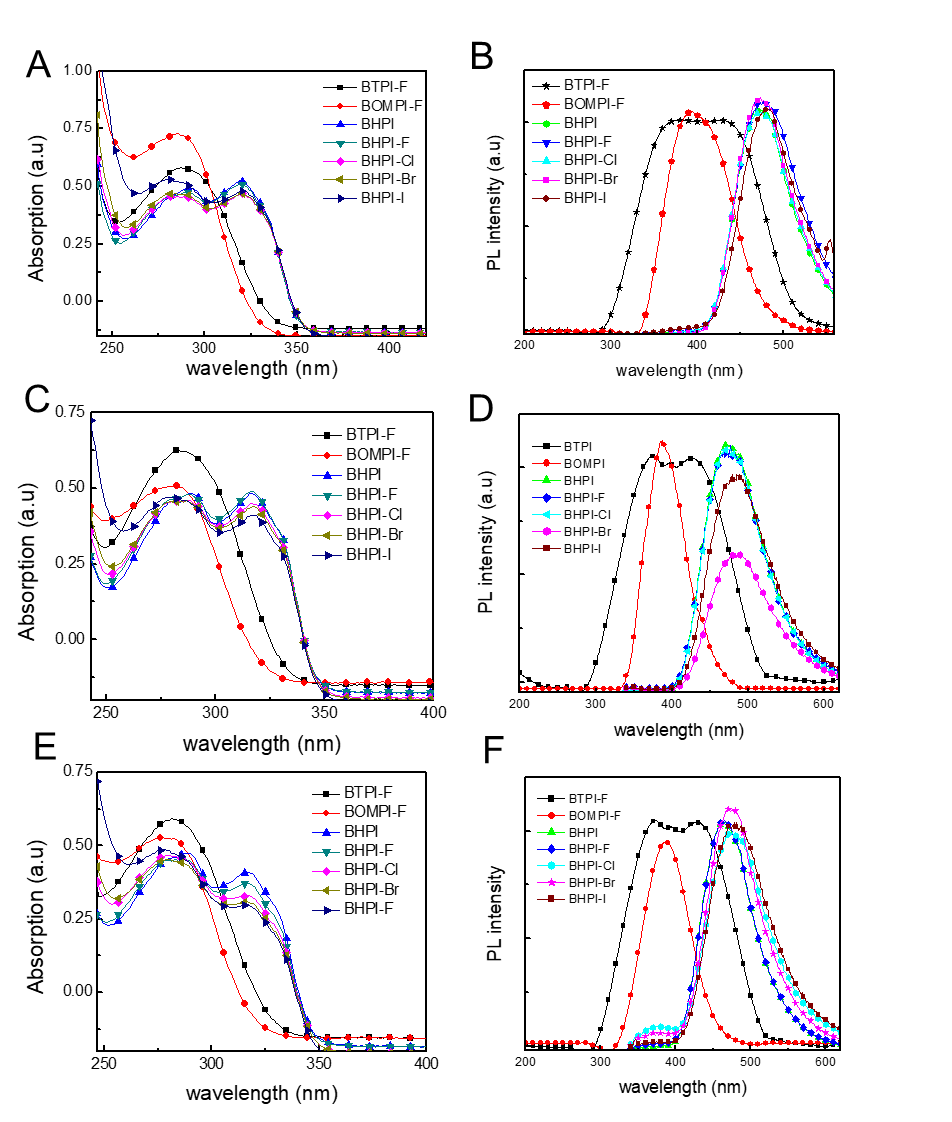 A
1.00
0.75
0.50
0.25
0.00
Absorption (a.u)
250 300 350 400
wavelength (nm)
BTPI-F
BOMPI-F
BHPI
BHPI-F
BHPI-Cl
BHPI-Br
BHPI-I
B
PL intensity (a.u)
200 300 400 500
wavelength (nm)
BTPI-F
BOMPI-F
BHPI
BHPI-F
BHPI-Cl
BHPI-Br
BHPI-I
C
0.75
0.50
0.25
0.00
Absorption (a.u)
250 300 350 400
wavelength (nm)
BTPI-F
BOMPI-F
BHPI
BHPI-F
BHPI-Cl
BHPI-Br
BHPI-I
D
PL intensity (a.u)
200 300 400 500 600
wavelength (nm)
BTPI
BOMPI
BHPI
BHPI-F
BHPI-Cl
BHPI-Br
BHPI-I
E
0.75
0.50
0.25
0.00
Absorption (a.u)
250 300 350 400
wavelength (nm)
BTPI-F
BOMPI-F
BHPI
BHPI-F
BHPI-Cl
BHPI-Br
BHPI-F
F
PL intensity
200 300 400 500 600
wavelength (nm)
BTPI-F
BOMPI-F
BHPI
BHPI-F
BHPI-Cl
BHPI-Br
BHPI-I